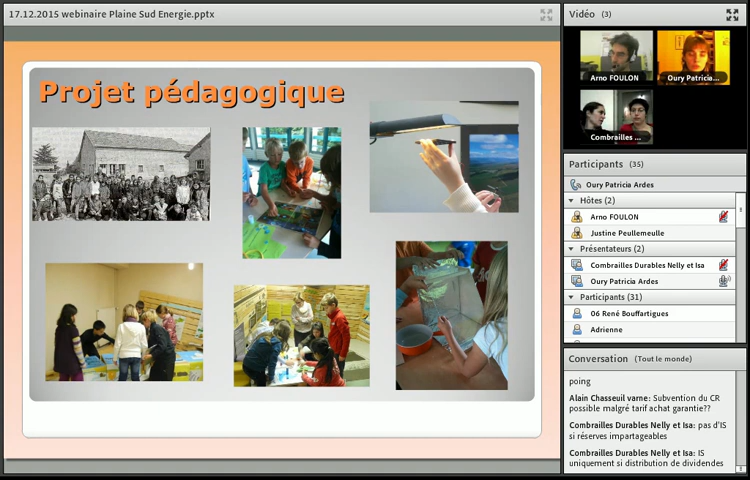 17.12.2015 webinaire Plaine Sud Energie.pptx
Projet pédagogique
Vidéo (3)
Arno FOULON
Oury Patricia...
Combrailles ...
Participants (35)
Oury Patricia Ardes
Hôtes (2)
Arno FOULON
Justine Peullemeulle
Présentateurs (2)
Combrailles Durables Nelly et Isa
Oury Patricia Ardes
Participants (31)
06 René Bouffartigues
Adrienne
Conversation (Tout le monde)
poing
Alain Chasseuil varne: Subvention du CR
possible malgré tarif achat garantie??
Combrailles Durables Nelly et Isa: pas d'IS
si réserves impartageables
Combrailles Durables Nelly et Isa: IS
uniquement si distribution de dividendes